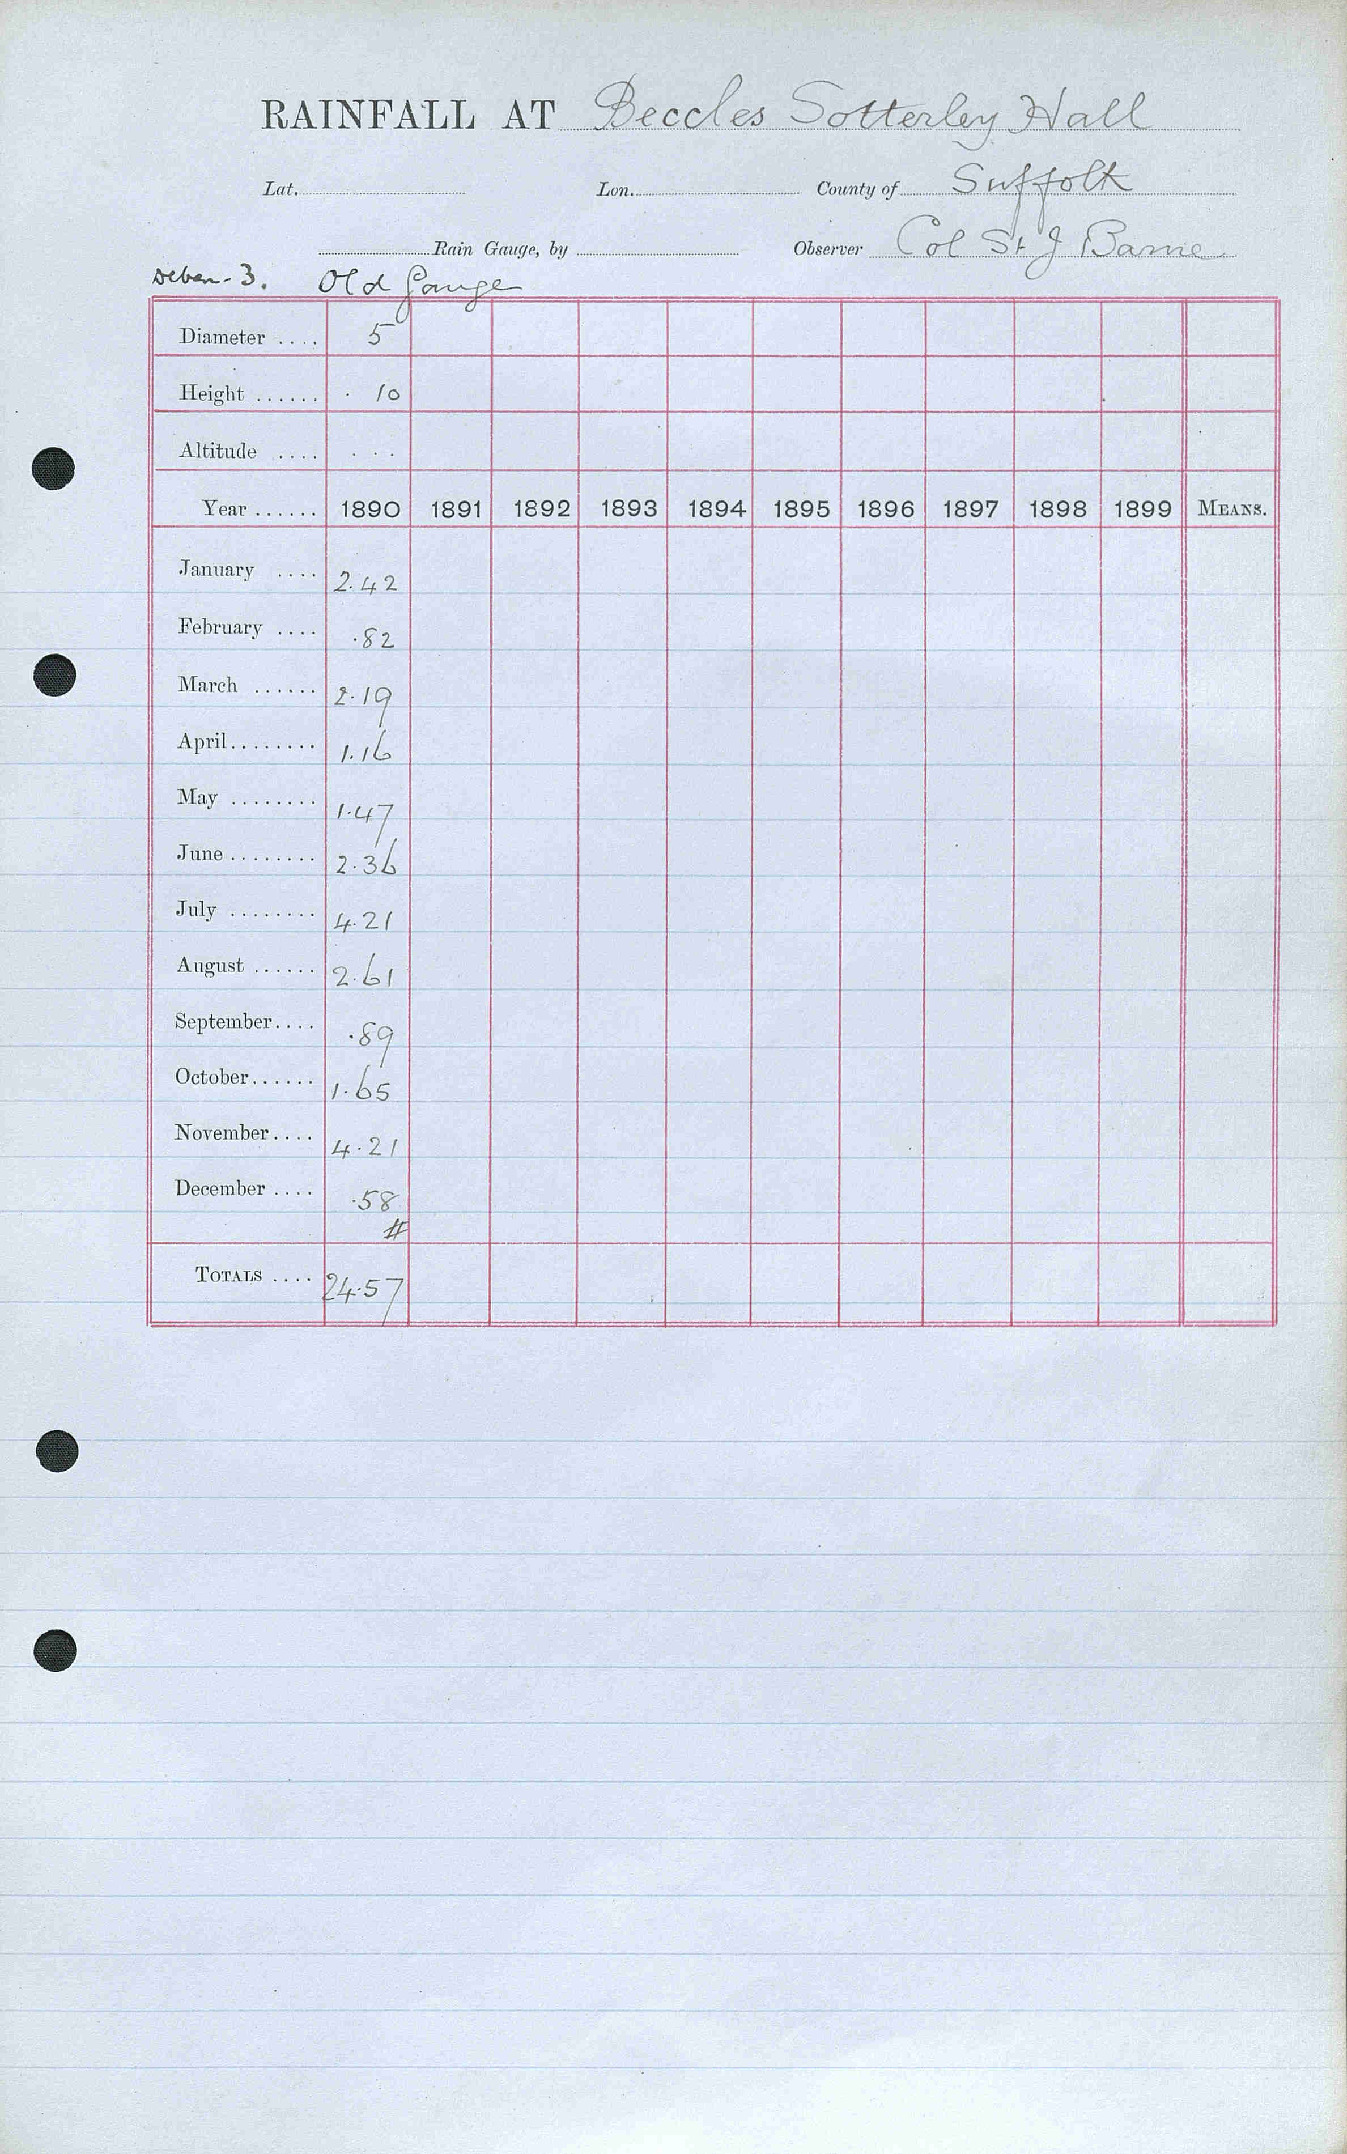 RAINFALL AT Beccles Sotterley Hall
Lat. Lon. County of Suffolk
Rain Gauge, by Observer Col St J Barne
Deben-3. Old Gauge
Diameter .... 5
Height ...... 10
Altitude .... ...
Year ...... 1890 1891 1892 1893 1894 1895 1896 1897 1898 1899 MEANS.
January .... 2.42
February .... .82
March ...... 2.19
April ........ 1.16
May ........ 1.47
June ........ 2.36
July ........ 4.21
August ...... 2.61
September .... .89
October ...... 1.65
November .... 4.21
December .... .58
#
TOTALS .... 24.57